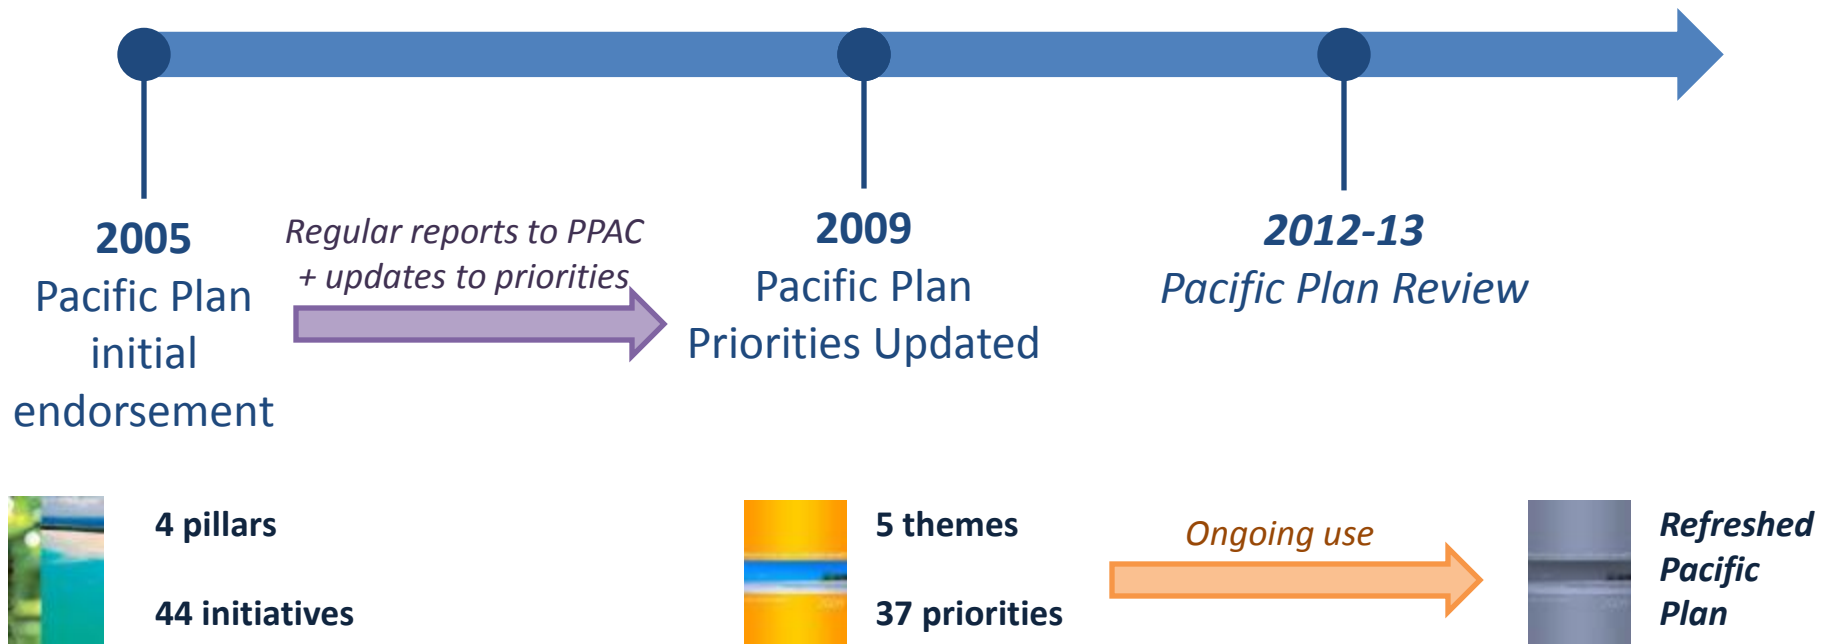 2005
Pacific Plan
initial
endorsement
Regular reports to PPAC
+ updates to priorities
2009
Pacific Plan
Priorities Updated
2012-13
Pacific Plan Review
4 pillars
44 initiatives
5 themes
37 priorities
Ongoing use
Refreshed
Pacific
Plan